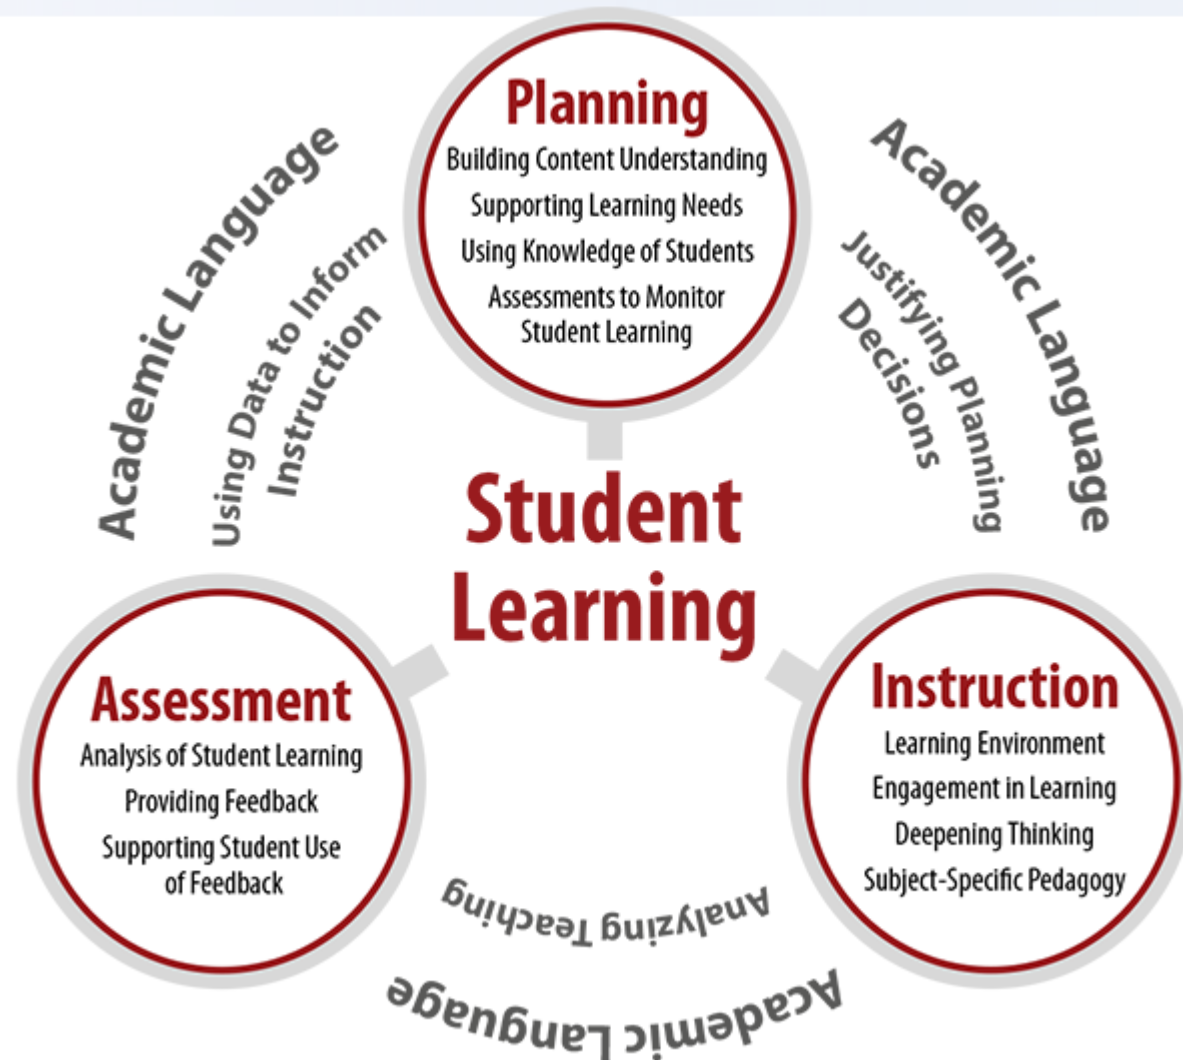 Planning
Building Content Understanding
Supporting Learning Needs
Using Knowledge of Students
Assessments to Monitor
Student Learning
Academic Language
Using Data to Inform
Instruction
Academic Language
Justifying Planning
Decisions
Student
Learning
Assessment
Analysis of Student Learning
Providing Feedback
Supporting Student Use
of Feedback
Instruction
Learning Environment
Engagement in Learning
Deepening Thinking
Subject-Specific Pedagogy
Analyzing Teaching
Academic Language